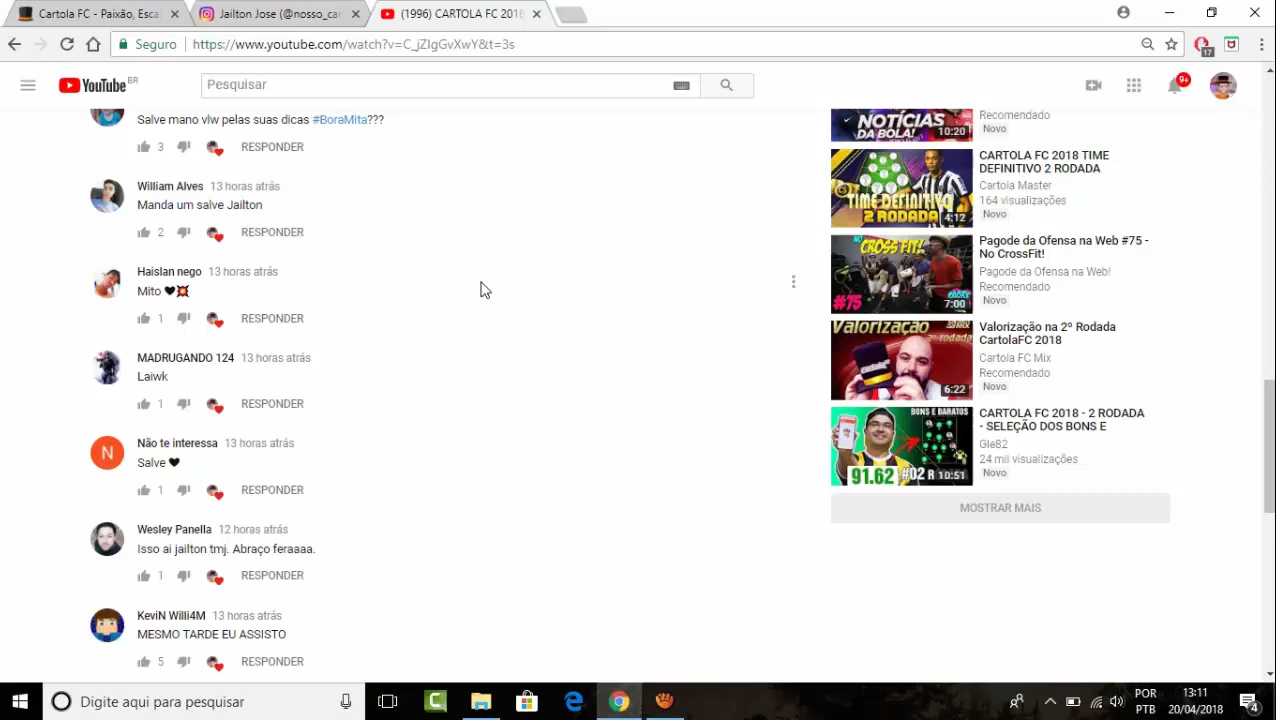 Cartola FC - Paixão, Esca
Jailton Jose (@nosso_ca
(1996) CARTOLA FC 2018
Seguro
https://www.youtube.com/watch?v=C_jZIgGvXwY&t=3s
17
YouTube BR
Pesquisar
9+
Salve mano vlw pelas suas dicas #BoraMita???
3 RESPONDER
William Alves 13 horas atrás
Manda um salve Jailton
2 RESPONDER
Haislan nego 13 horas atrás
Mito ❤💥
1 RESPONDER
MADRUGANDO 124 13 horas atrás
Laiwk
1 RESPONDER
N
Não te interessa 13 horas atrás
Salve ❤
1 RESPONDER
Wesley Panella 12 horas atrás
Isso ai jailton tmj. Abraço feraaaa.
1 RESPONDER
KeviN Willi4M 13 horas atrás
MESMO TARDE EU ASSISTO
5 RESPONDER
NOTÍCIAS
DA BOLA!
10:20
Recomendado
Novo
TIME DEFINITIVO
2 RODADA
4:12
CARTOLA FC 2018 TIME
DEFINITIVO 2 RODADA
Cartola Master
164 visualizações
Novo
NO
CROSS FIT!
#75
7:00
Pagode da Ofensa na Web #75 -
No CrossFit!
Pagode da Ofensa na Web!
Recomendado
Novo
Valorização
6:22
Valorização na 2º Rodada
CartolaFC 2018
Cartola FC Mix
Recomendado
Novo
BONS E BARATOS
91.62
#02 R
10:51
CARTOLA FC 2018 - 2 RODADA
- SELEÇÃO DOS BONS E
Gle82
24 mil visualizações
Novo
MOSTRAR MAIS
Digite aqui para pesquisar
POR
PTB
13:11
20/04/2018
4